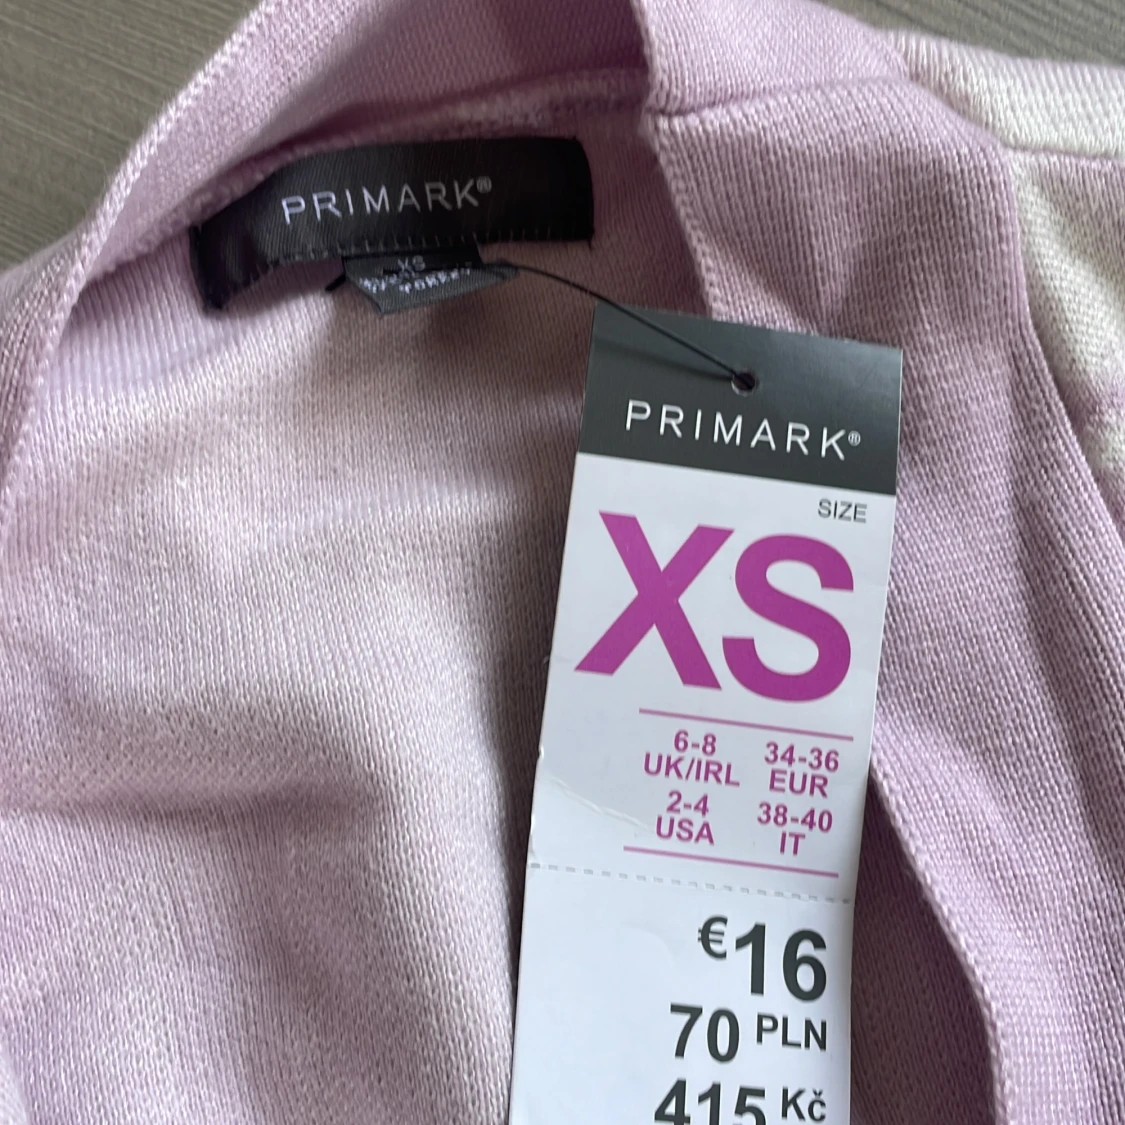 PRIMARK®
XS
PRIMARK®
SIZE
XS
6-8 34-36
UK/IRL EUR
2-4 38-40
USA IT
€16
70 PLN
415 Kč